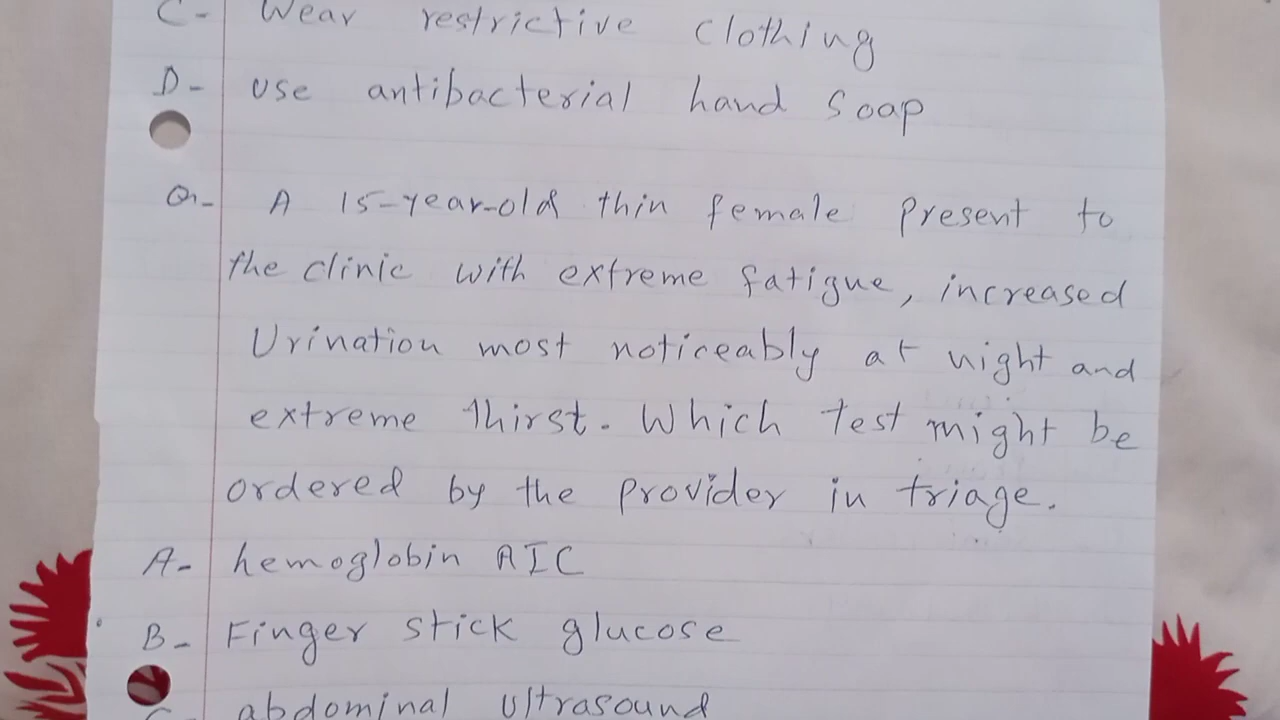 C- Wear restrictive clothing
D- Use antibacterial hand soap
Q- A 15-year-old thin female present to
the clinic with extreme fatigue, increased
Urination most noticeably at night and
extreme thirst. Which test might be
ordered by the provider in triage.
A- hemoglobin AIC
B- Finger stick glucose
C- abdominal ultrasound